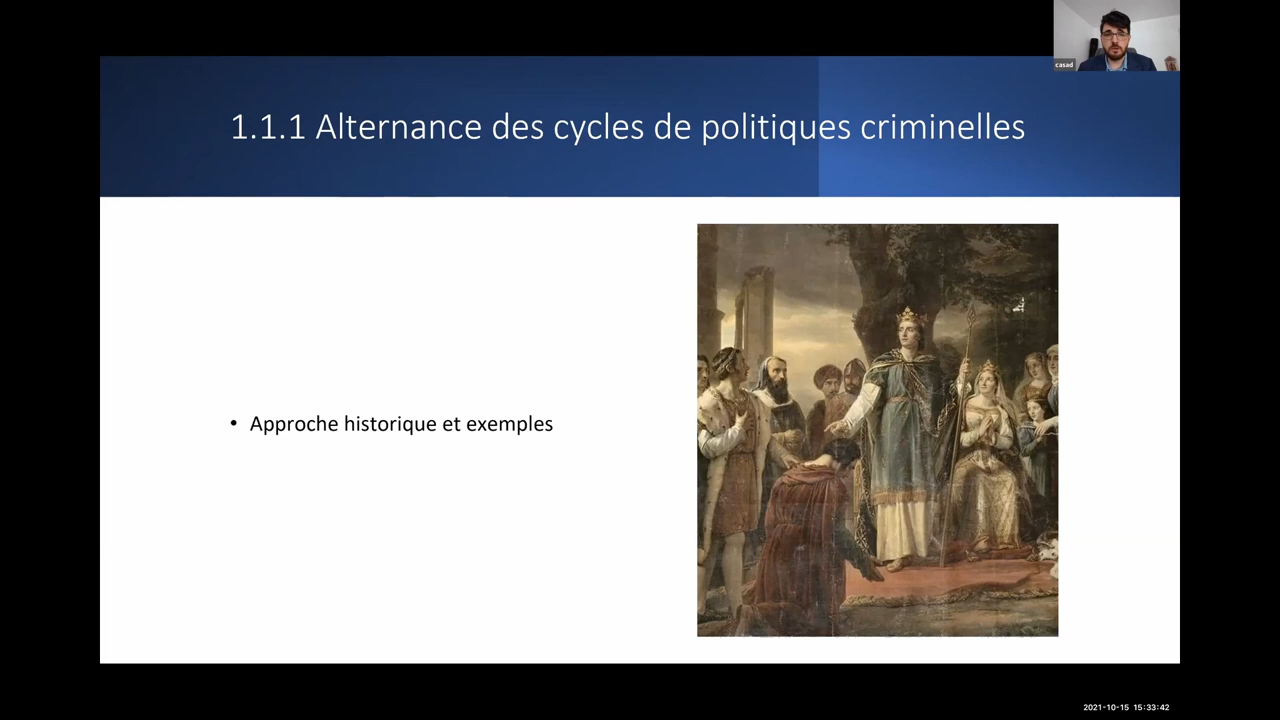 casad
1.1.1 Alternance des cycles de politiques criminelles
• Approche historique et exemples
2021-10-15 15:33:42